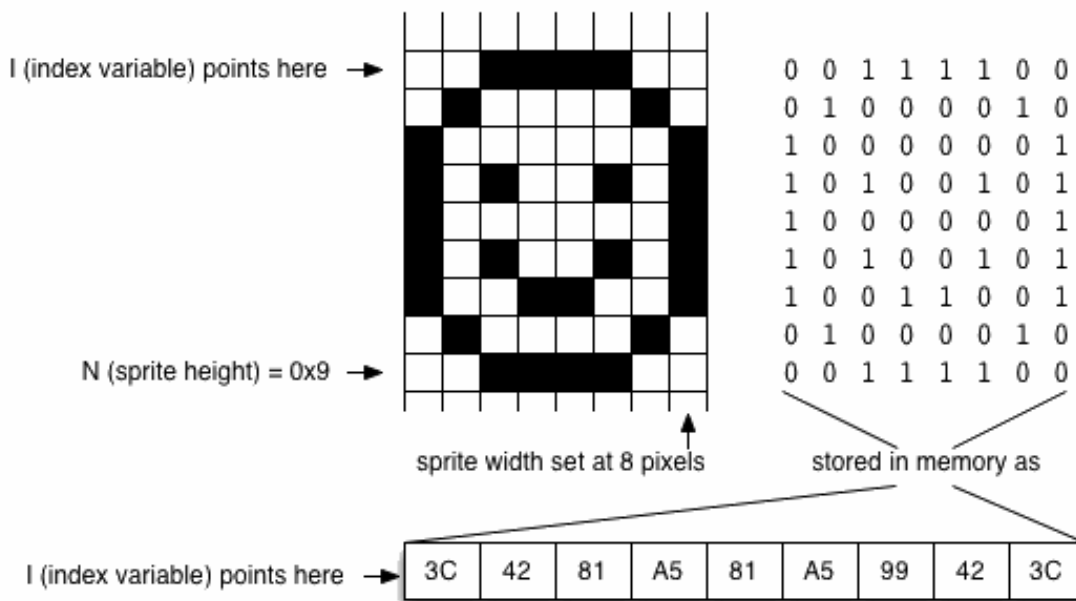 I (index variable) points here
0 0 1 1 1 1 0 0
0 1 0 0 0 0 1 0
1 0 0 0 0 0 0 1
1 0 1 0 0 1 0 1
1 0 0 0 0 0 0 1
1 0 1 0 0 1 0 1
1 0 0 1 1 0 0 1
0 1 0 0 0 0 1 0
N (sprite height) = 0x9
0 0 1 1 1 1 0 0
sprite width set at 8 pixels
stored in memory as
I (index variable) points here
3C 42 81 A5 81 A5 99 42 3C